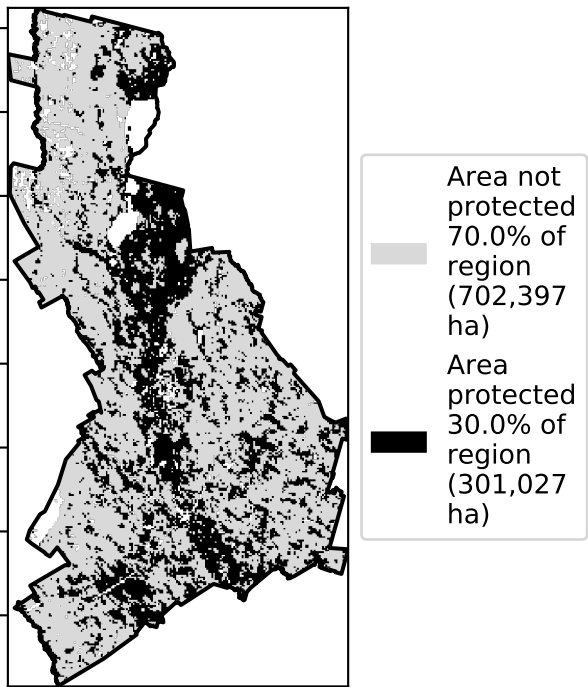 Area not
protected
70.0% of
region
(702,397
ha)
Area
protected
30.0% of
region
(301,027
ha)